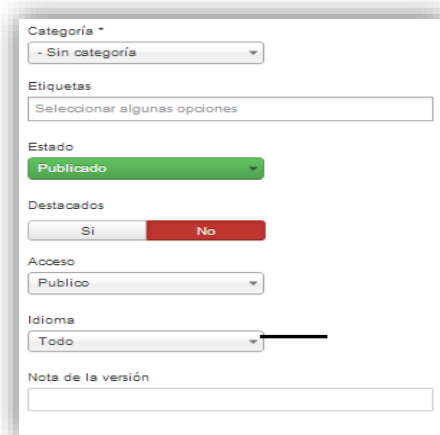 Categoría *
- Sin categoría
Etiquetas
Seleccionar algunas opciones
Estado
Publicado
Destacados
Si No
Acceso
Publico
Idioma
Todo
Nota de la versión